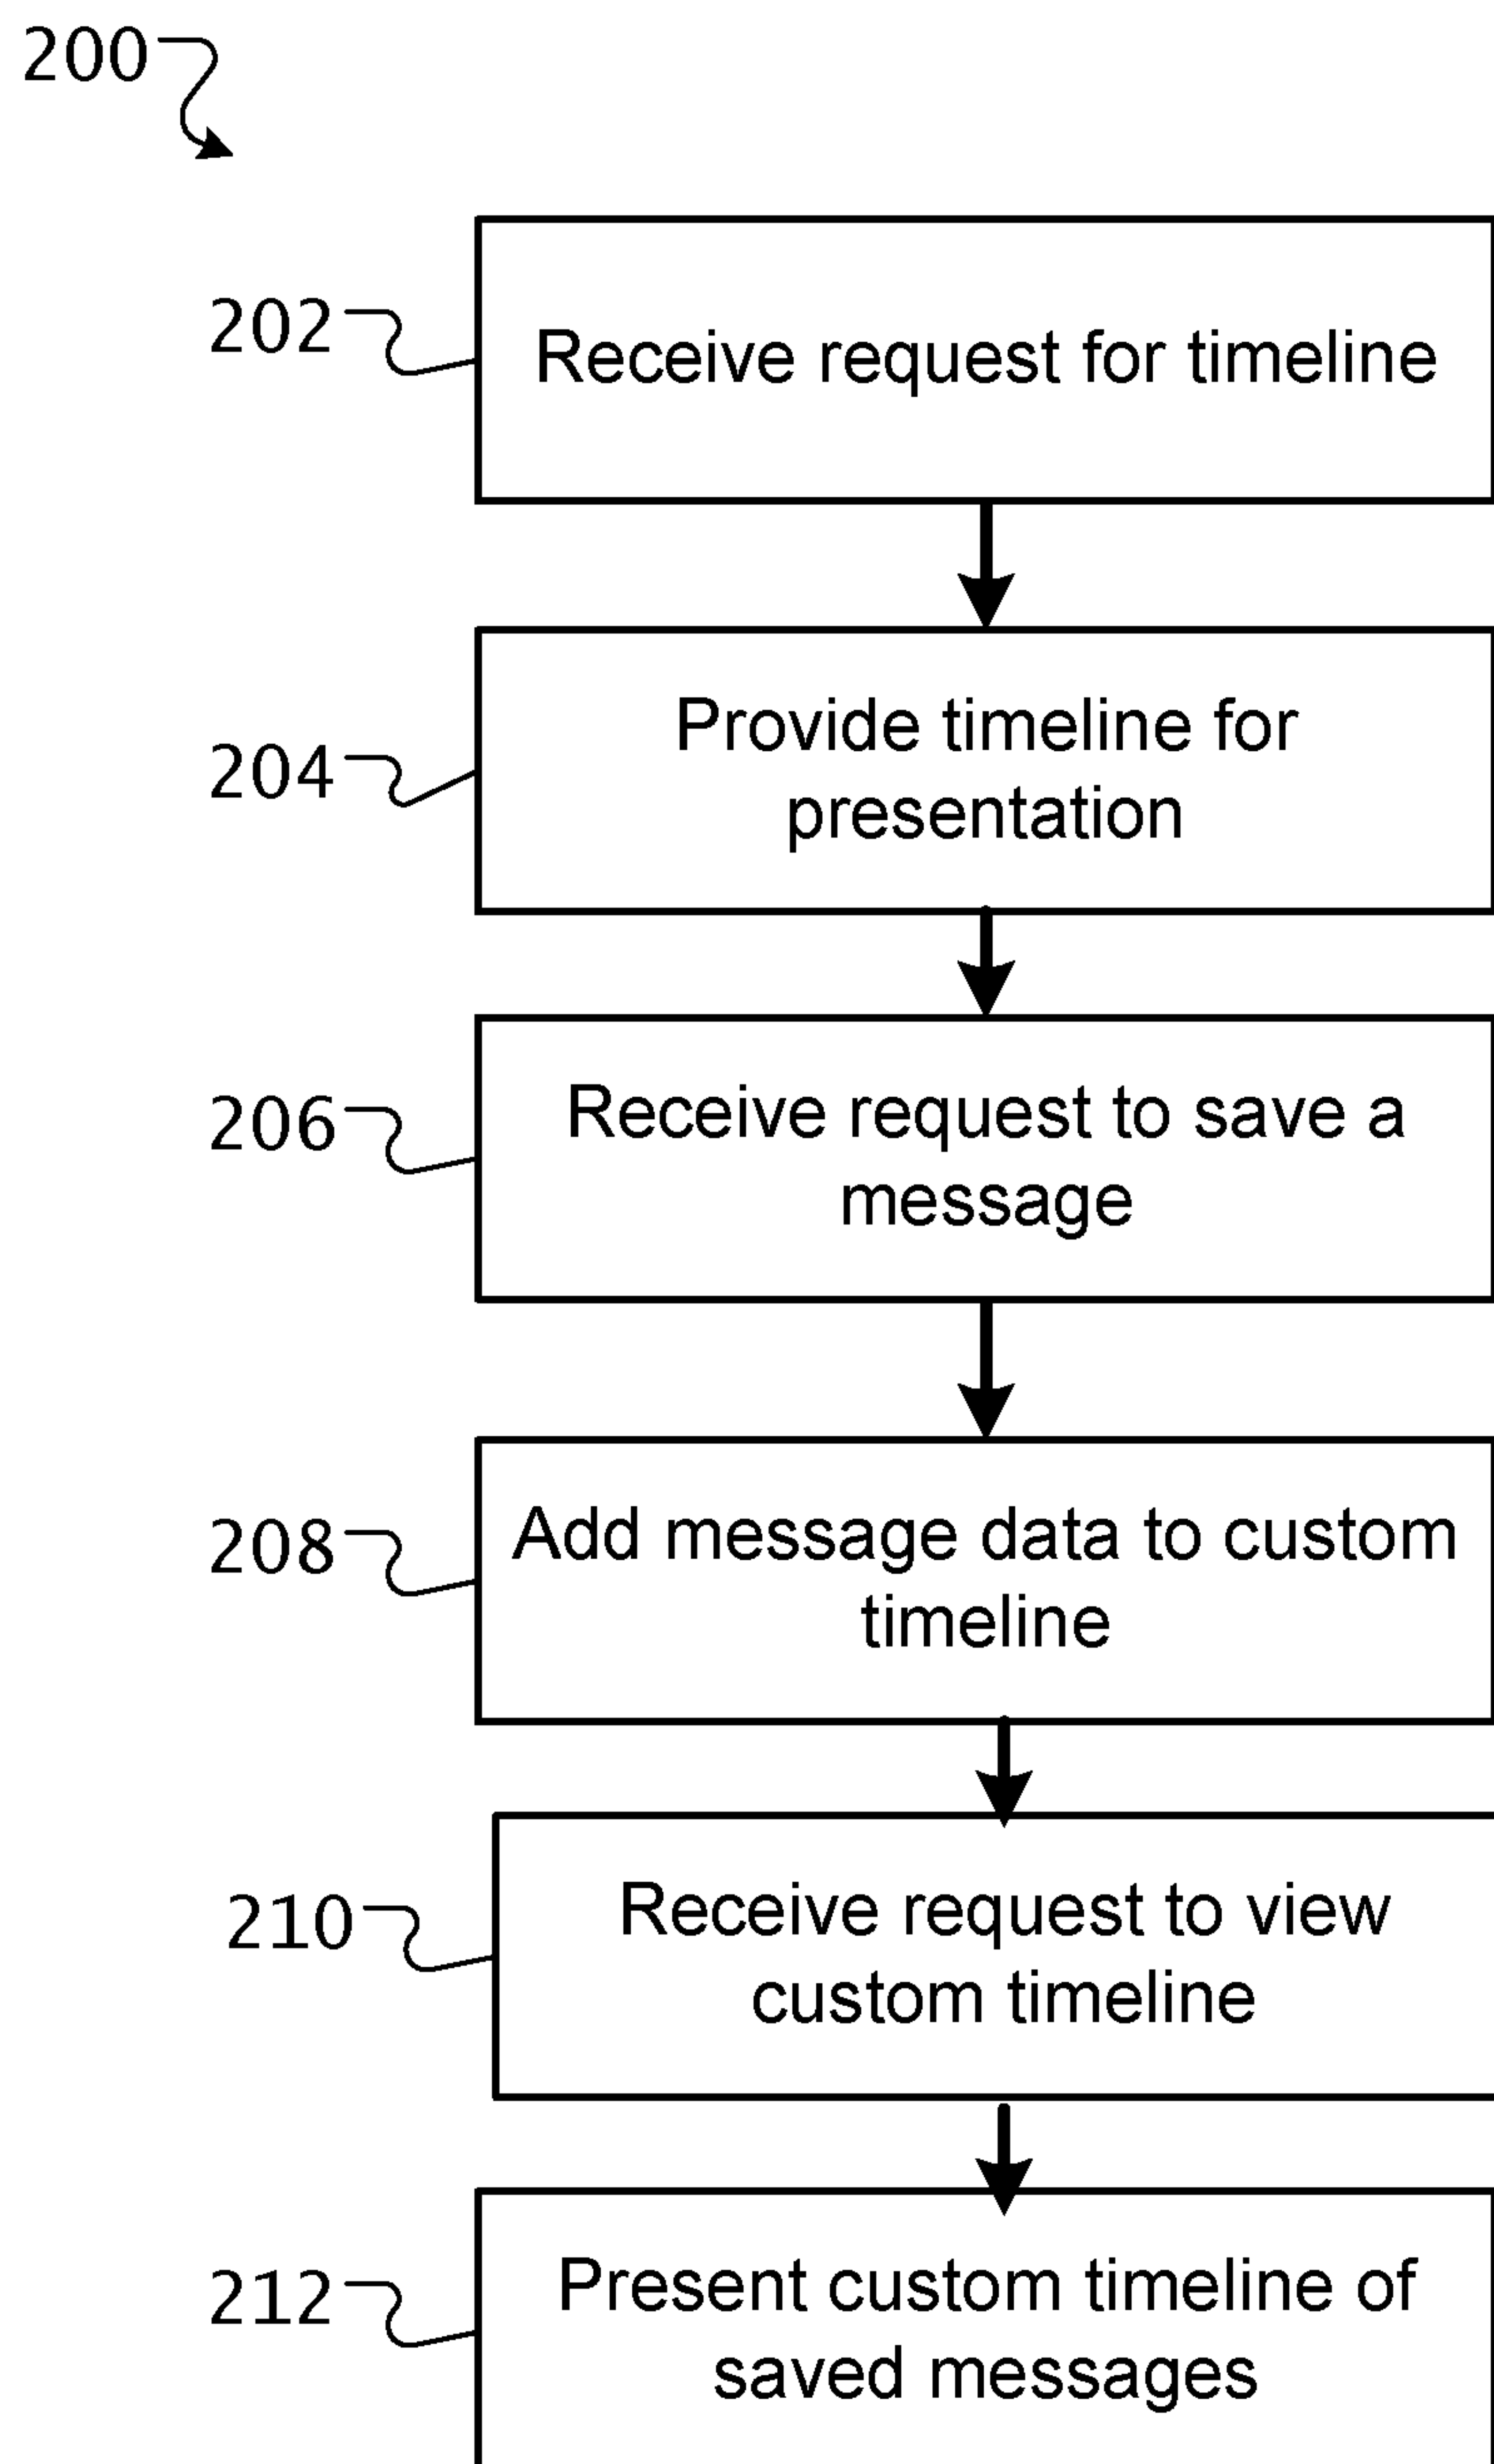 200
202
Receive request for timeline
204
Provide timeline for
presentation
206
Receive request to save a
message
208
Add message data to custom
timeline
210
Receive request to view
custom timeline
212
Present custom timeline of
saved messages